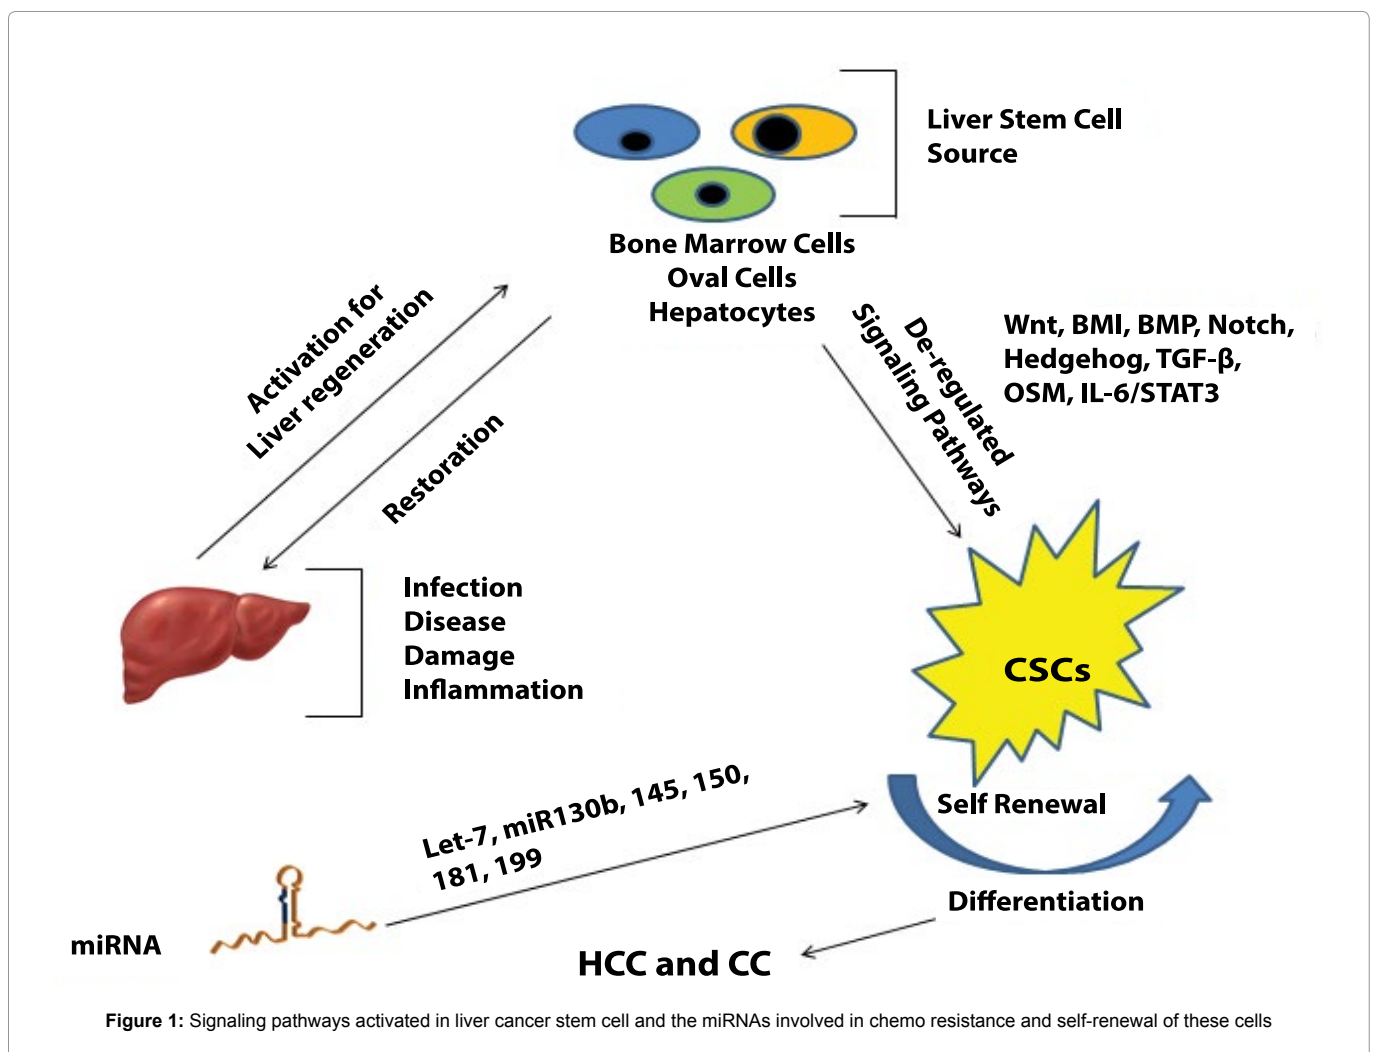 Liver Stem Cell
Source
Bone Marrow Cells
Oval Cells
Hepatocytes
Activation for
Liver regeneration
Restoration
De-regulated
Signaling Pathways
Wnt, BMI, BMP, Notch,
Hedgehog, TGF-β,
OSM, IL-6/STAT3
Infection
Disease
Damage
Inflammation
CSCs
Self Renewal
Let-7, miR130b, 145, 150,
181, 199
Differentiation
miRNA
HCC and CC
Figure 1: Signaling pathways activated in liver cancer stem cell and the miRNAs involved in chemo resistance and self-renewal of these cells